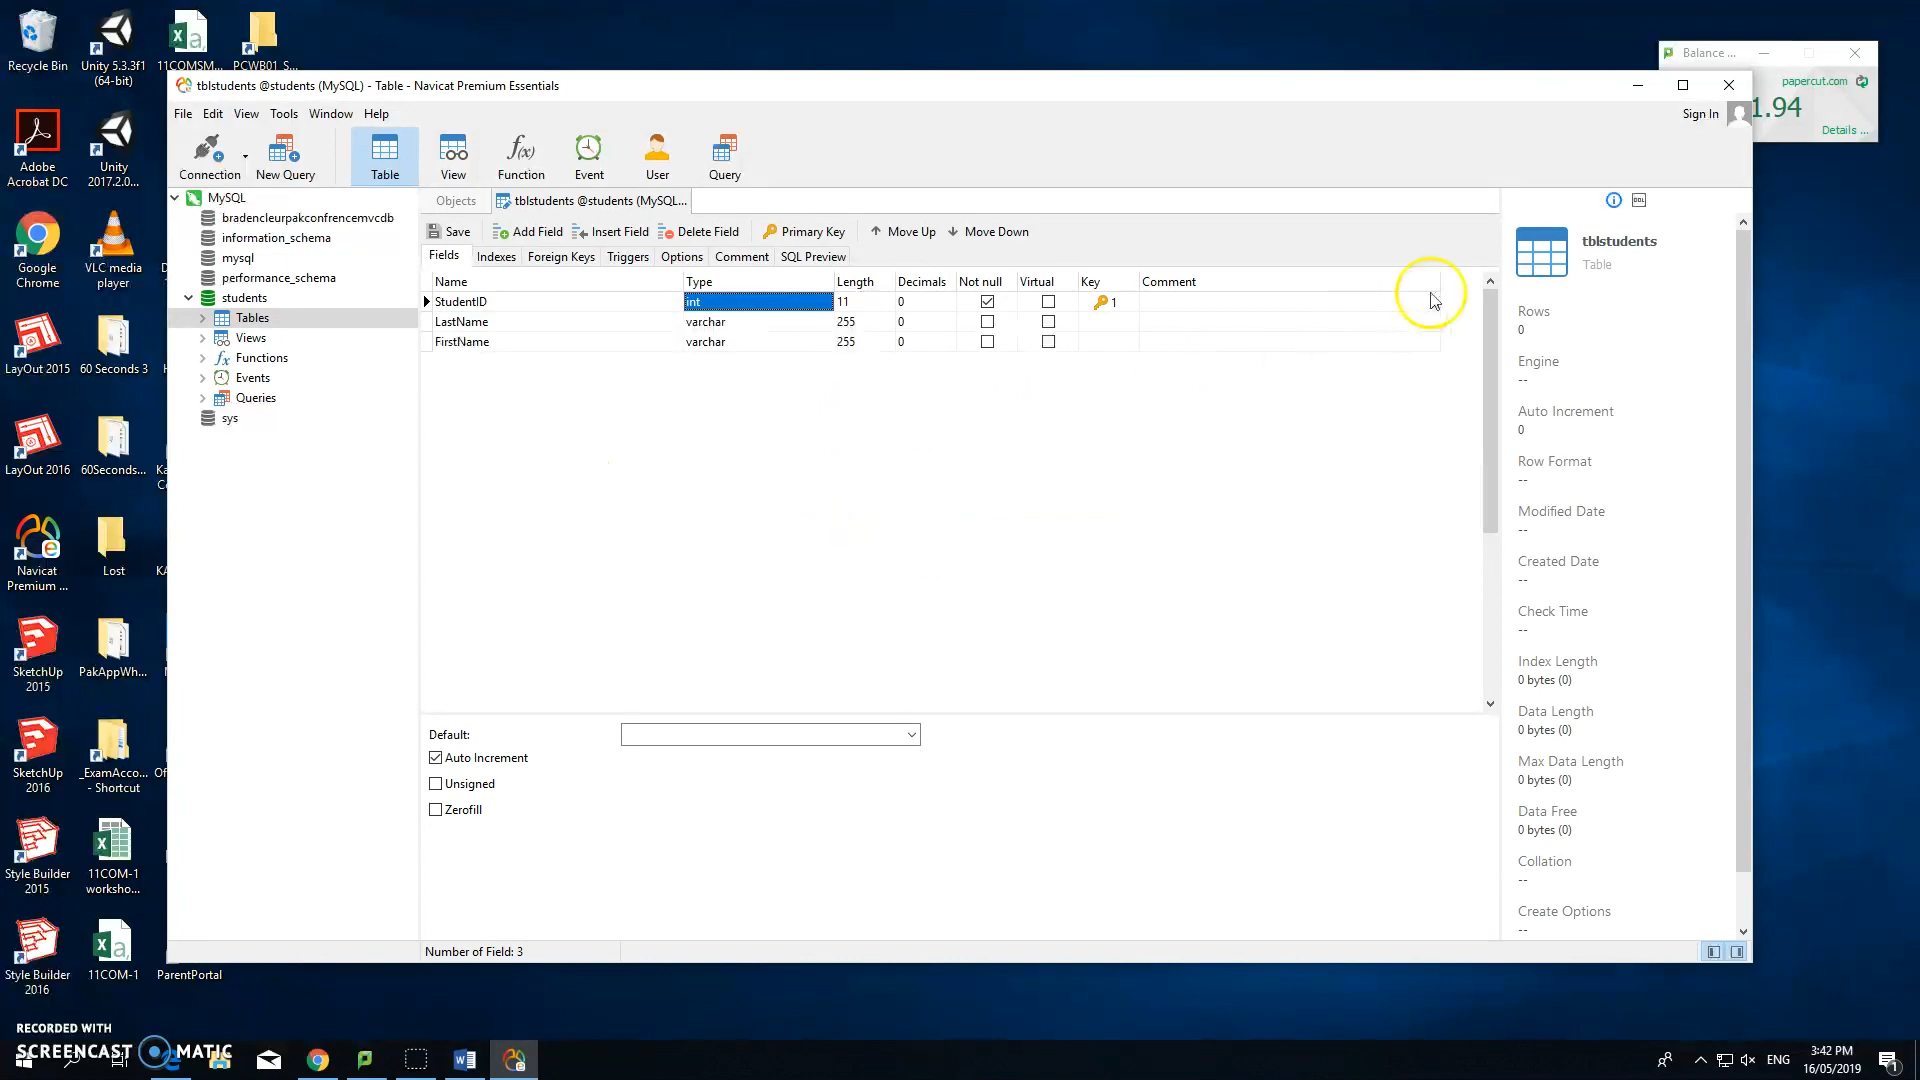 Recycle Bin
Unity 5.3.3f1
(64-bit)
11COMSM...
PCWB01_S...
Adobe
Acrobat DC
Unity
2017.2.0...
Google
Chrome
VLC media
player
LayOut 2015
60 Seconds 3
LayOut 2016
60Seconds...
Navicat
Premium ...
Lost
SketchUp
2015
PakAppWh...
SketchUp
2016
_ExamAcco...
- Shortcut
Style Builder
2015
11COM-1
worksho...
Style Builder
2016
11COM-1
ParentPortal
Balance ...
papercut.com
1.94
Details ...
tblstudents @students (MySQL) - Table - Navicat Premium Essentials
File Edit View Tools Window Help
Sign In
Connection
New Query
Table
View
Function
Event
User
Query
MySQL
bradencleurpakconfrencemvcdb
information_schema
mysql
performance_schema
students
Tables
Views
Functions
Events
Queries
sys
Objects
tblstudents @students (MySQL...
Save Add Field Insert Field Delete Field Primary Key Move Up Move Down
Fields Indexes Foreign Keys Triggers Options Comment SQL Preview
Name Type Length Decimals Not null Virtual Key Comment
StudentID int 11 0 1
LastName varchar 255 0
FirstName varchar 255 0
Default:
Auto Increment
Unsigned
Zerofill
Number of Field: 3
DDL
tblstudents
Table
Rows
0
Engine
--
Auto Increment
0
Row Format
--
Modified Date
--
Created Date
--
Check Time
--
Index Length
0 bytes (0)
Data Length
0 bytes (0)
Max Data Length
0 bytes (0)
Data Free
0 bytes (0)
Collation
--
Create Options
--
RECORDED WITH
SCREENCAST MATIC
ENG
3:42 PM
16/05/2019
1